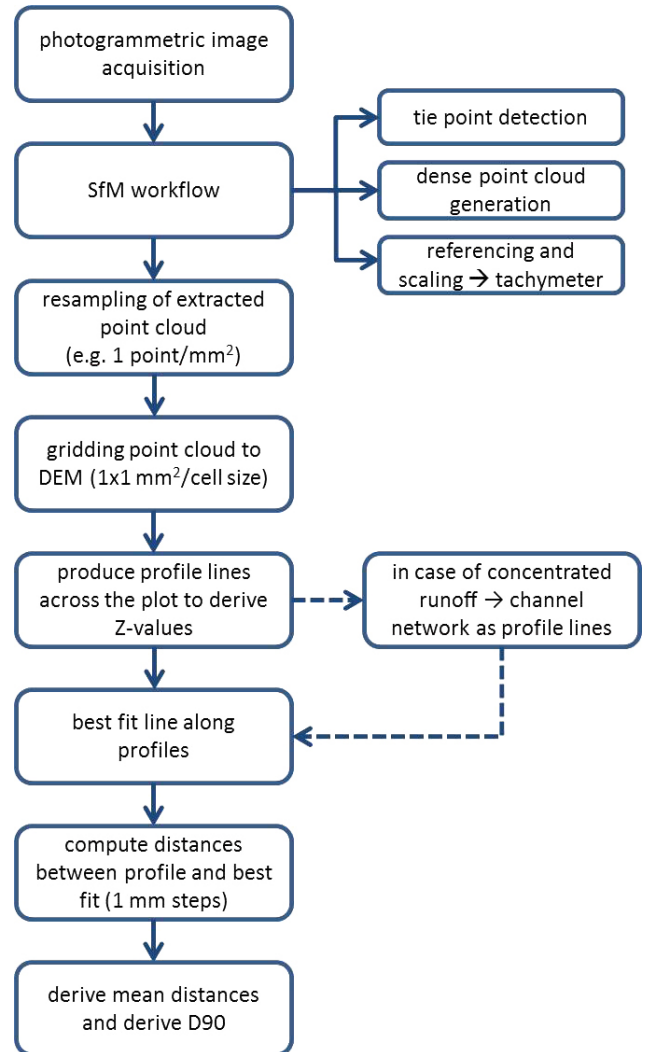 photogrammetric image
acquisition
SfM workflow
tie point detection
dense point cloud
generation
referencing and
scaling → tachymeter
resampling of extracted
point cloud
(e.g. 1 point/mm²)
gridding point cloud to
DEM (1x1 mm²/cell size)
produce profile lines
across the plot to derive
Z-values
in case of concentrated
runoff → channel
network as profile lines
best fit line along
profiles
compute distances
between profile and best
fit (1 mm steps)
derive mean distances
and derive D90